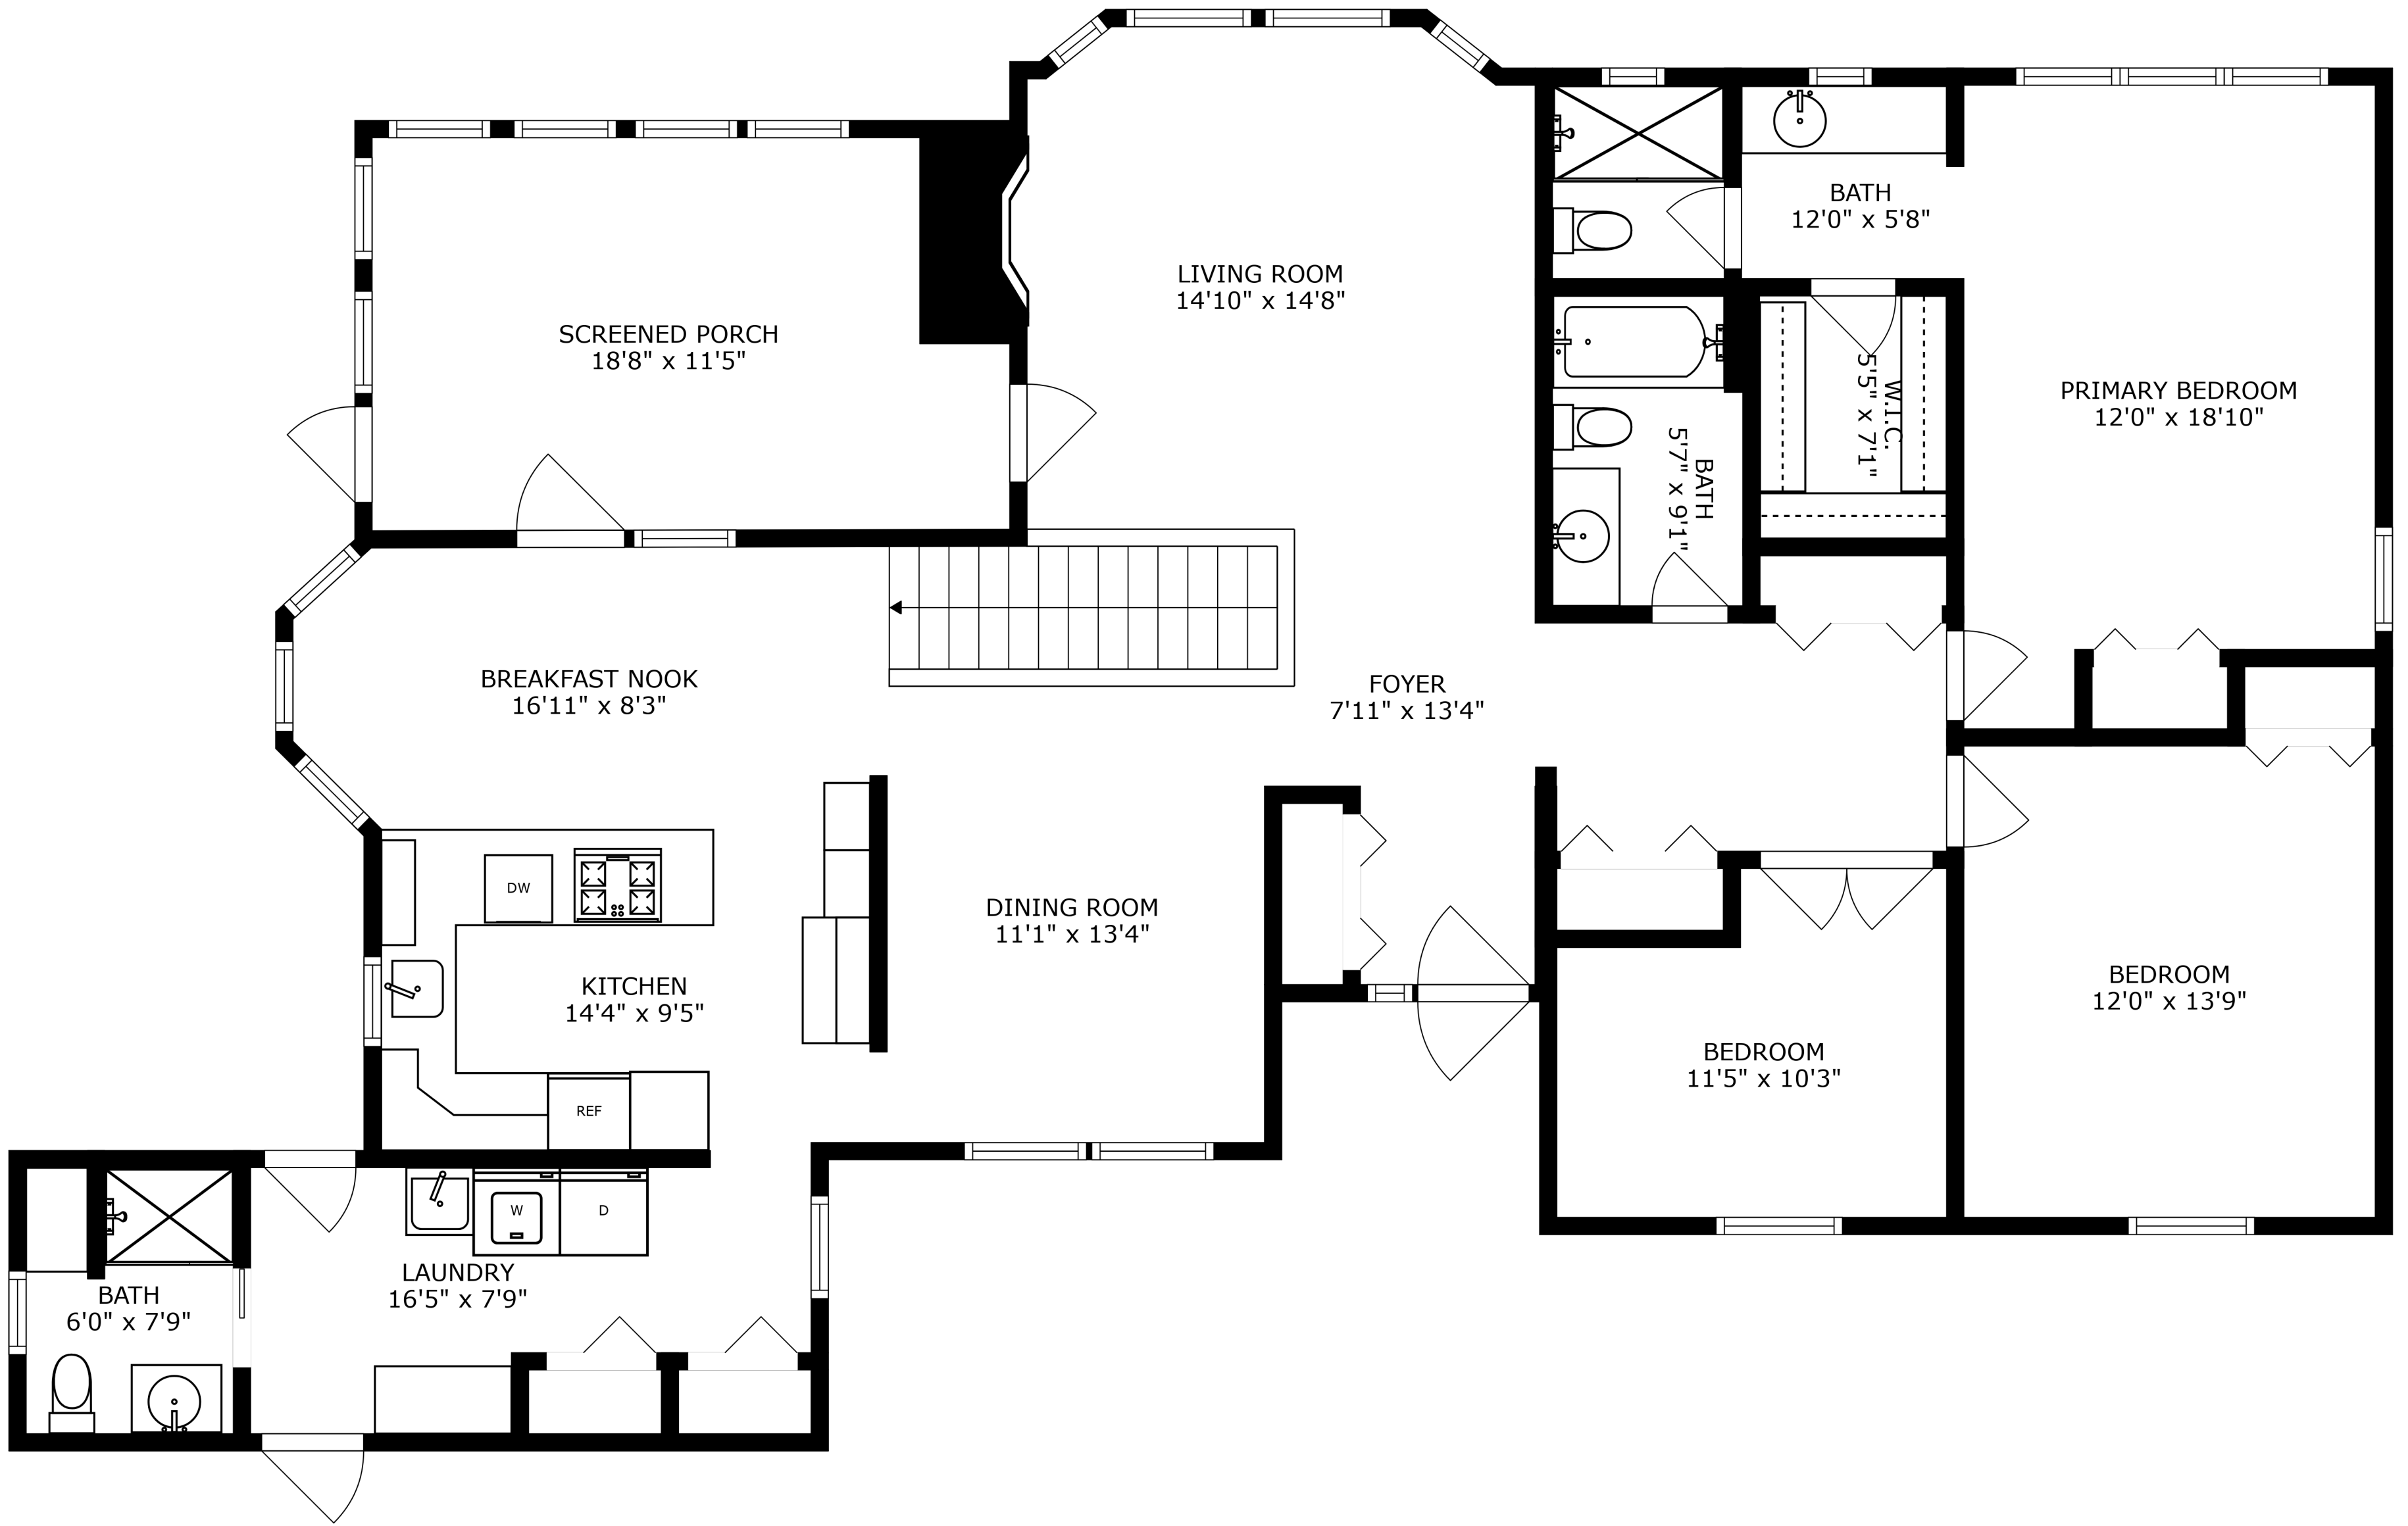 BATH
12'0" x 5'8"
LIVING ROOM
14'10" x 14'8"
SCREENED PORCH
18'8" x 11'5"
PRIMARY BEDROOM
12'0" x 18'10"
W.I.C.
5'5" x 7'1"
BATH
5'7" x 9'1"
BREAKFAST NOOK
16'11" x 8'3"
FOYER
7'11" x 13'4"
DW
DINING ROOM
11'1" x 13'4"
KITCHEN
14'4" x 9'5"
BEDROOM
12'0" x 13'9"
BEDROOM
11'5" x 10'3"
REF
W
D
LAUNDRY
16'5" x 7'9"
BATH
6'0" x 7'9"